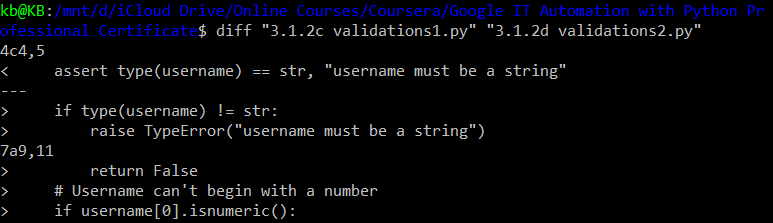 kb@KB:/mnt/d/iCloud Drive/Online Courses/Coursera/Google IT Automation with Python Pr
ofessional Certificate$ diff "3.1.2c validations1.py" "3.1.2d validations2.py"
4c4,5
<     assert type(username) == str, "username must be a string"
---
>     if type(username) != str:
>         raise TypeError("username must be a string")
7a9,11
>         return False
>     # Username can't begin with a number
>     if username[0].isnumeric():